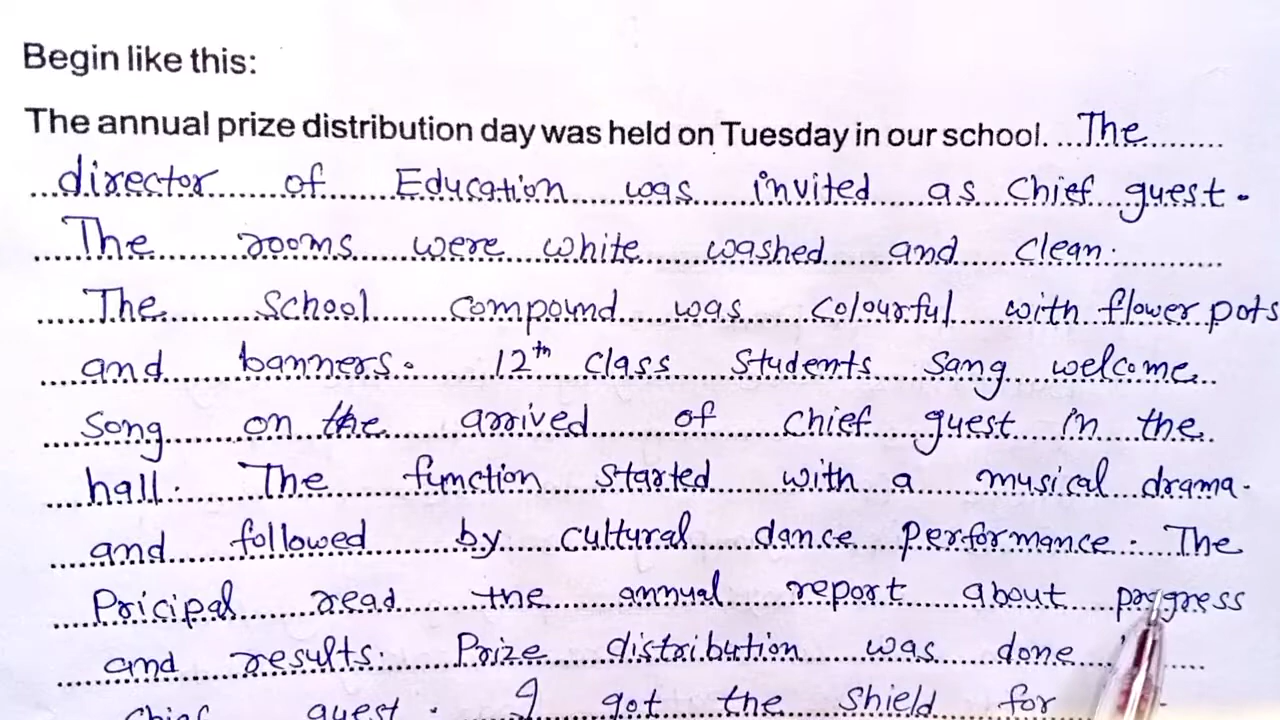 Begin like this:
The annual prize distribution day was held on Tuesday in our school. The
director of Education was invited as Chief guest.
The rooms were white washed and clean.
The School compound was colourful with flower pots
and banners. 12th class students sang welcome
song on the arrived of chief guest in the
hall. The function started with a musical drama
and followed by cultural dance performance. The
Pricipal read the annual report about progress
and results. Prize distribution was done
chief guest. I got the shield for